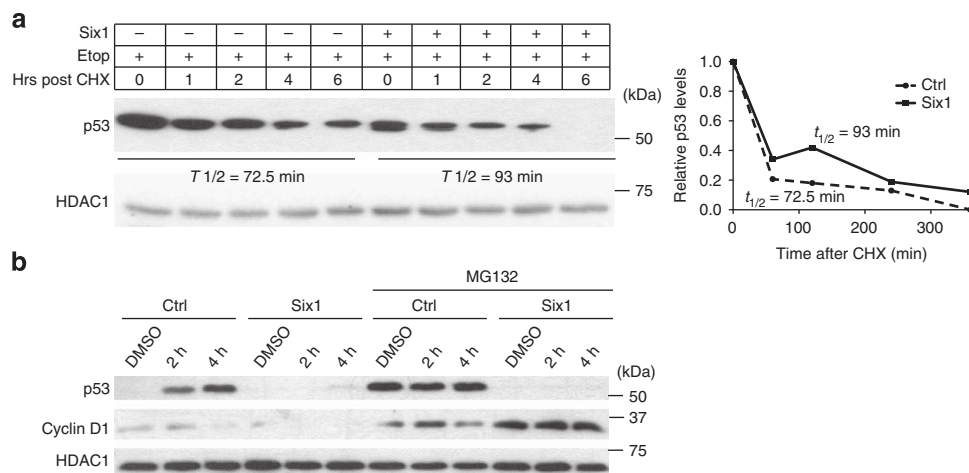 a
Six1 – – – – – + + + + +
Etop + + + + + + + + + +
Hrs post CHX 0 1 2 4 6 0 1 2 4 6
(kDa)
p53
50
T 1/2 = 72.5 min T 1/2 = 93 min
75
HDAC1
Relative p53 levels
1.0
0.8
0.6
0.4
0.2
0.0
Ctrl
Six1
t1/2 = 93 min
t1/2 = 72.5 min
0 100 200 300
Time after CHX (min)
b
MG132
Ctrl Six1 Ctrl Six1
DMSO 2 h 4 h DMSO 2 h 4 h DMSO 2 h 4 h DMSO 2 h 4 h
(kDa)
p53
50
37
Cyclin D1
75
HDAC1